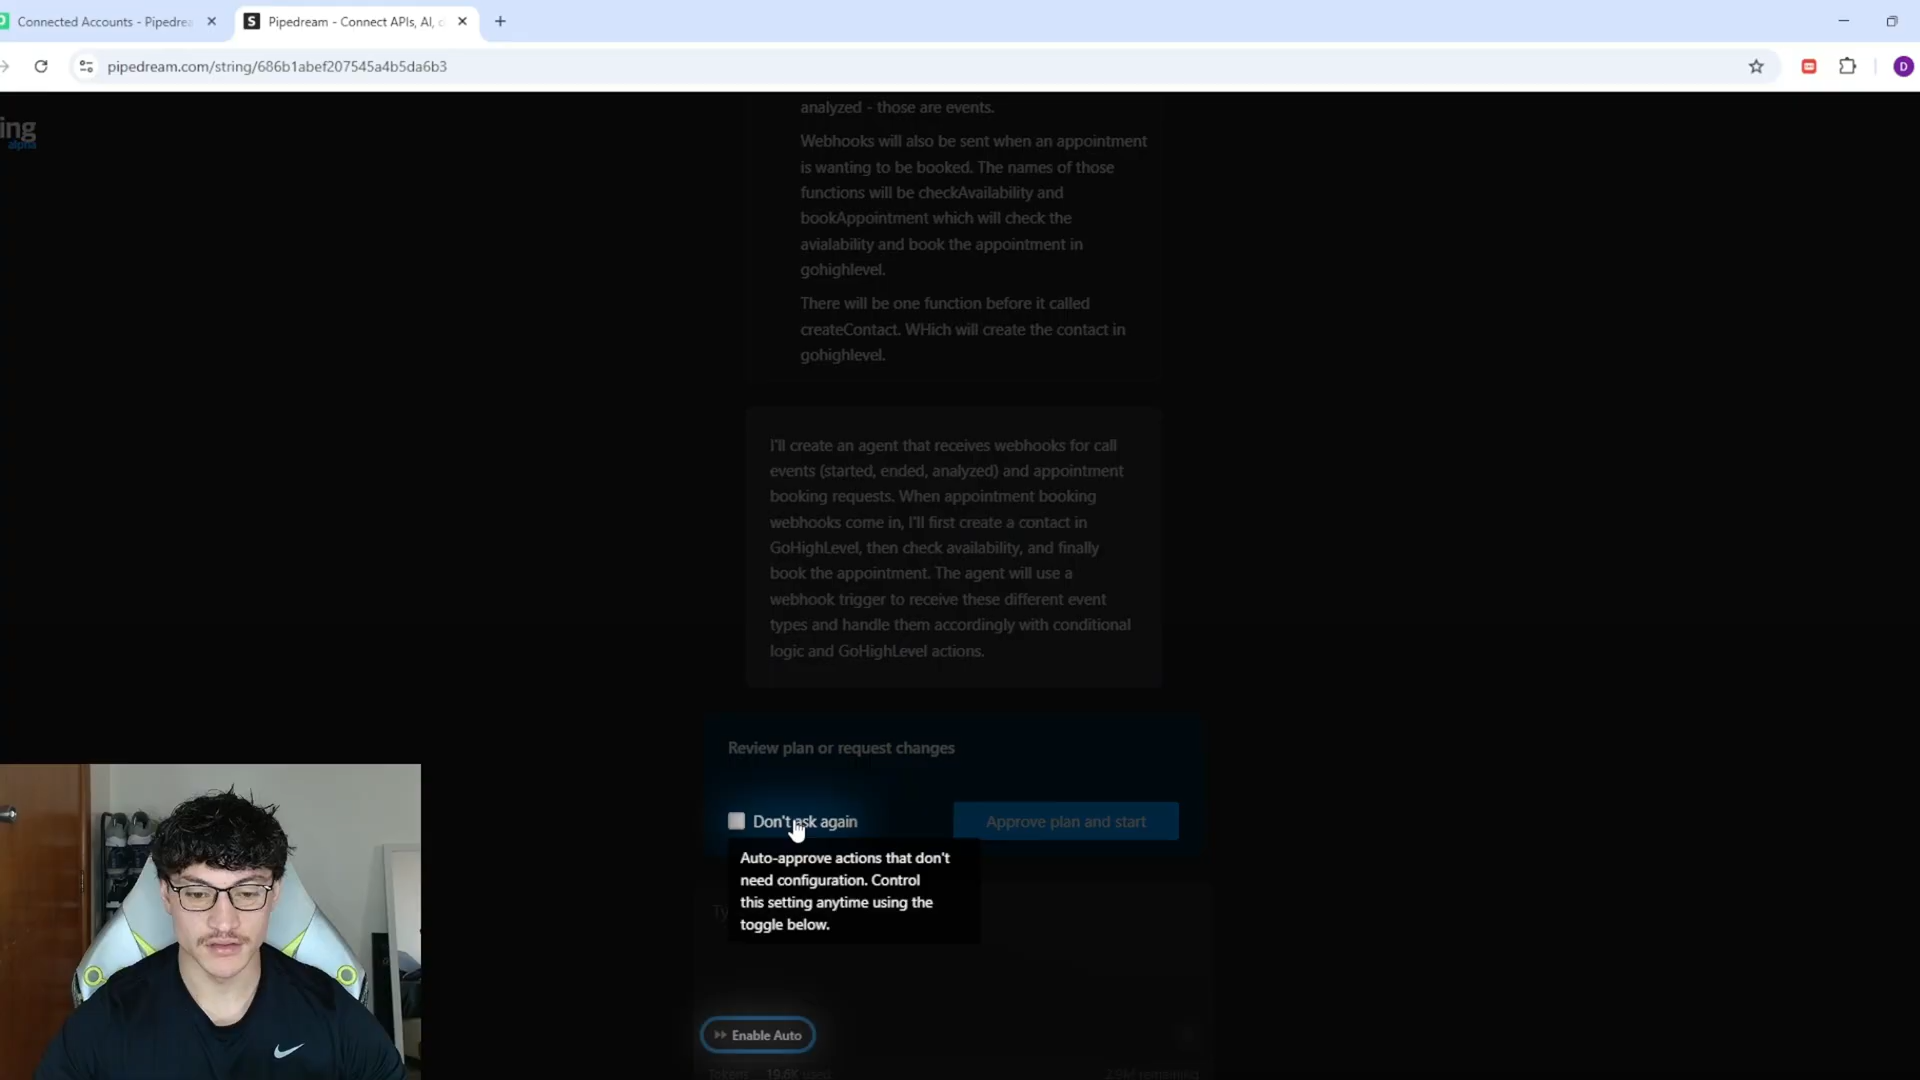 Connected Accounts - Pipedrea
Pipedream - Connect APIs, AI,
pipedream.com/string/686b1abef207545a4b5da6b3
D
ing
alpha
analyzed - those are events.
Webhooks will also be sent when an appointment
is wanting to be booked. The names of those
functions will be checkAvailability and
bookAppointment which will check the
avialability and book the appointment in
gohighlevel.
There will be one function before it called
createContact. WHich will create the contact in
gohighlevel.
I'll create an agent that receives webhooks for call
events (started, ended, analyzed) and appointment
booking requests. When appointment booking
webhooks come in, I'll first create a contact in
GoHighLevel, then check availability, and finally
book the appointment. The agent will use a
webhook trigger to receive these different event
types and handle them accordingly with conditional
logic and GoHighLevel actions.
Review plan or request changes
Don't ask again
Approve plan and start
Auto-approve actions that don't
need configuration. Control
this setting anytime using the
toggle below.
Ty
Enable Auto
Tokens 19.6K used
remaining